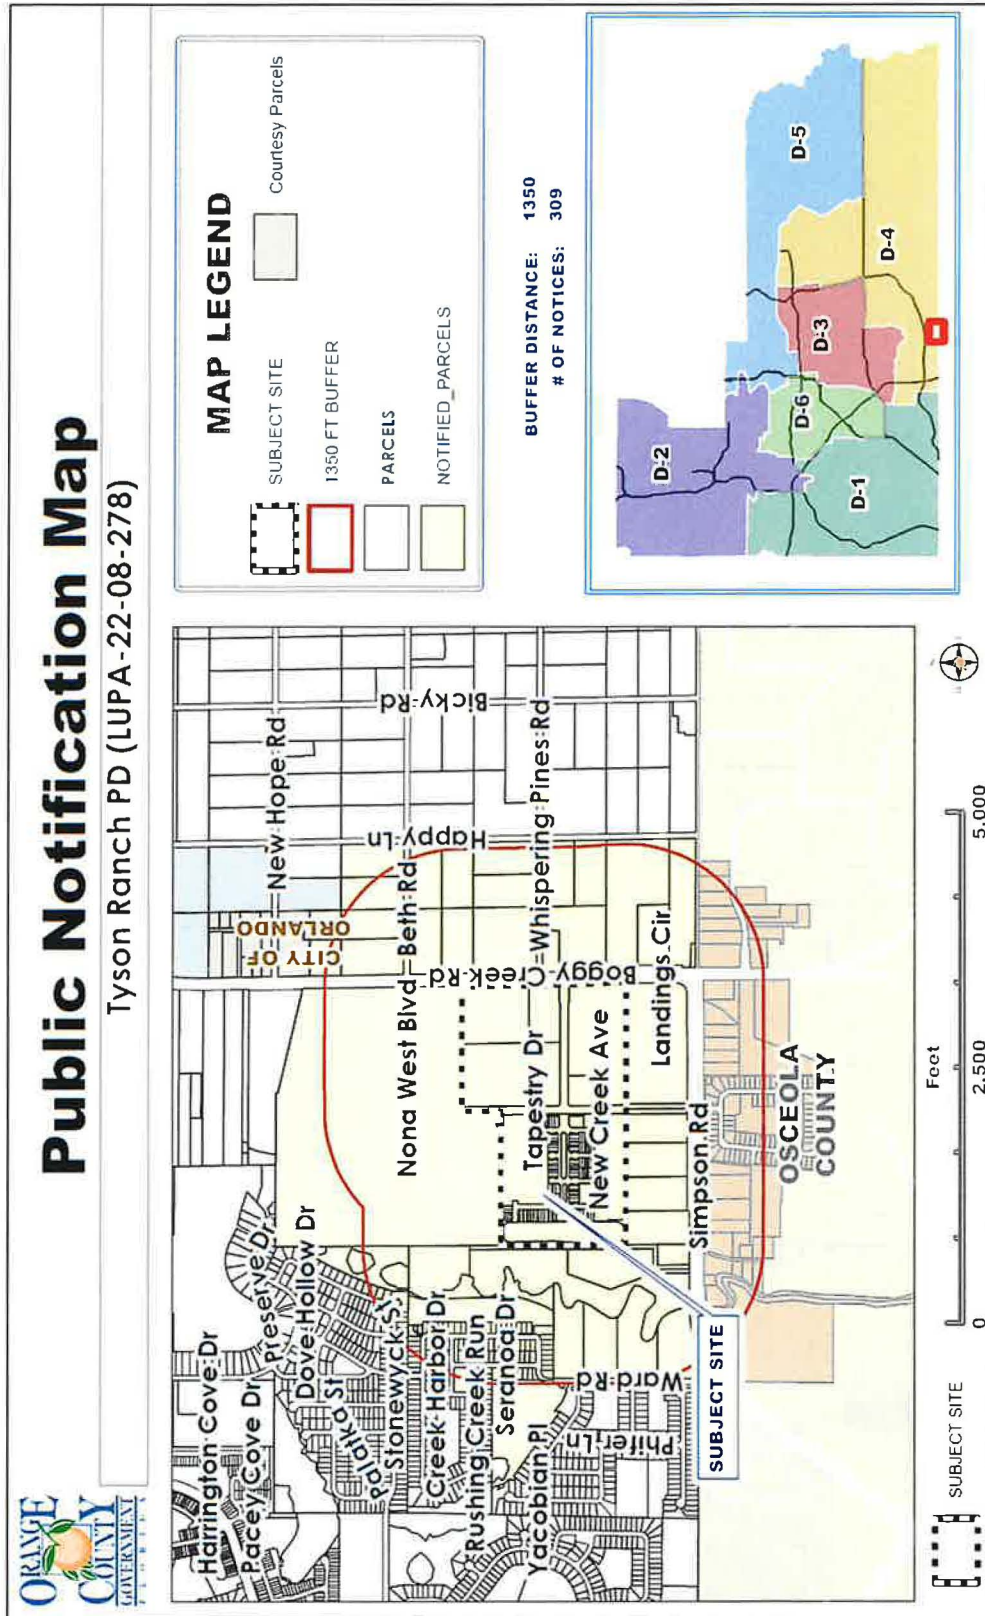 Public Notification Map
Tyson Ranch PD (LUPA-22-08-278)
ORANGE
COUNTY
GOVERNMENT
FLORIDA
Harrington Cove Dr
Pacey Cove Dr
Preserve Dr
Dove Hollow Dr
Palatka St
Stonewyck St
Creek Harbor Dr
Rushing Creek Run
Seranoa Dr
Yacobian Pl
Phifer Ln
Ward Rd
New Hope Rd
CITY OF
ORLANDO
Nona West Blvd
Beth Rd
Happy Ln
Bicky Rd
Boggy Creek Rd
Whispering Pines Rd
Tapestry Dr
New Creek Ave
Landings Cir
Simpson Rd
OSCEOLA
COUNTY
SUBJECT SITE
MAP LEGEND
SUBJECT SITE
Courtesy Parcels
1350 FT BUFFER
PARCELS
NOTIFIED_PARCELS
BUFFER DISTANCE: 1350
# OF NOTICES: 309
D-2
D-5
D-6
D-3
D-1
D-4
SUBJECT SITE
Feet
0 2,500 5,000